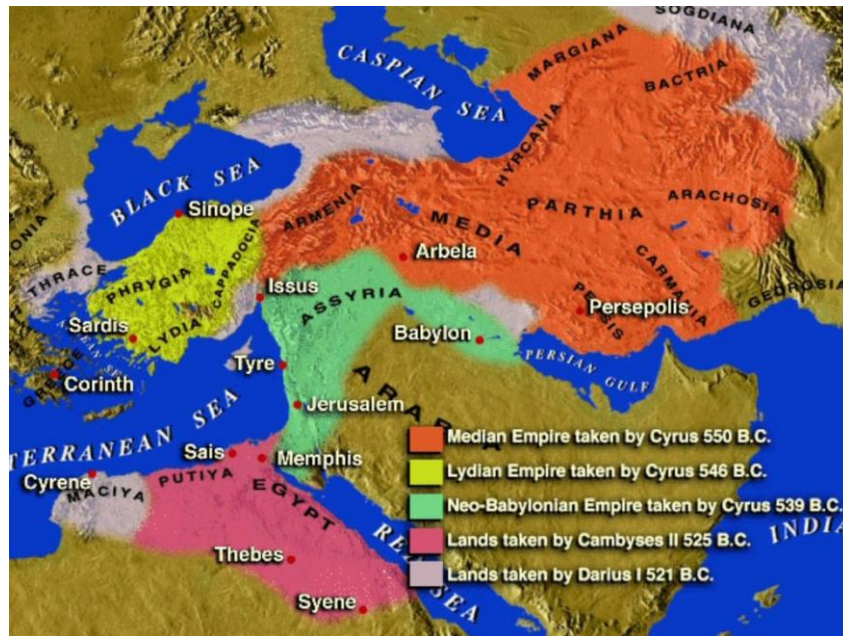 SOGDIANA
CASPIAN SEA
MARGIANA
BACTRIA
HYRCANIA
BLACK SEA
Sinope
ARMENIA
MEDIA
PARTHIA
ARACHOSIA
Arbela
THRACE
PHRYGIA
CAPPADOCIA
Issus
ASSYRIA
CARMANIA
GEDROSIA
Sardis
LYDIA
Babylon
PERSIS
Persepolis
Tyre
PERSIAN GULF
GREECE
Corinth
ARABIA
Jerusalem
TERRANEAN SEA
Sais
Memphis
Cyrene
MACIYA
PUTIYA
EGYPT
Thebes
Syene
RED SEA
INDIA
Median Empire taken by Cyrus 550 B.C.
Lydian Empire taken by Cyrus 546 B.C.
Neo-Babylonian Empire taken by Cyrus 539 B.C.
Lands taken by Cambyses II 525 B.C.
Lands taken by Darius I 521 B.C.